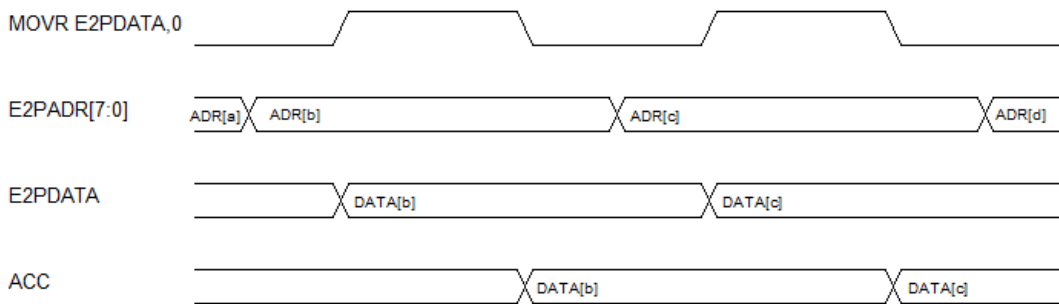 MOVR E2PDATA,0
E2PADR[7:0] ADR[a] ADR[b] ADR[c] ADR[d]
E2PDATA DATA[b] DATA[c]
ACC DATA[b] DATA[c]